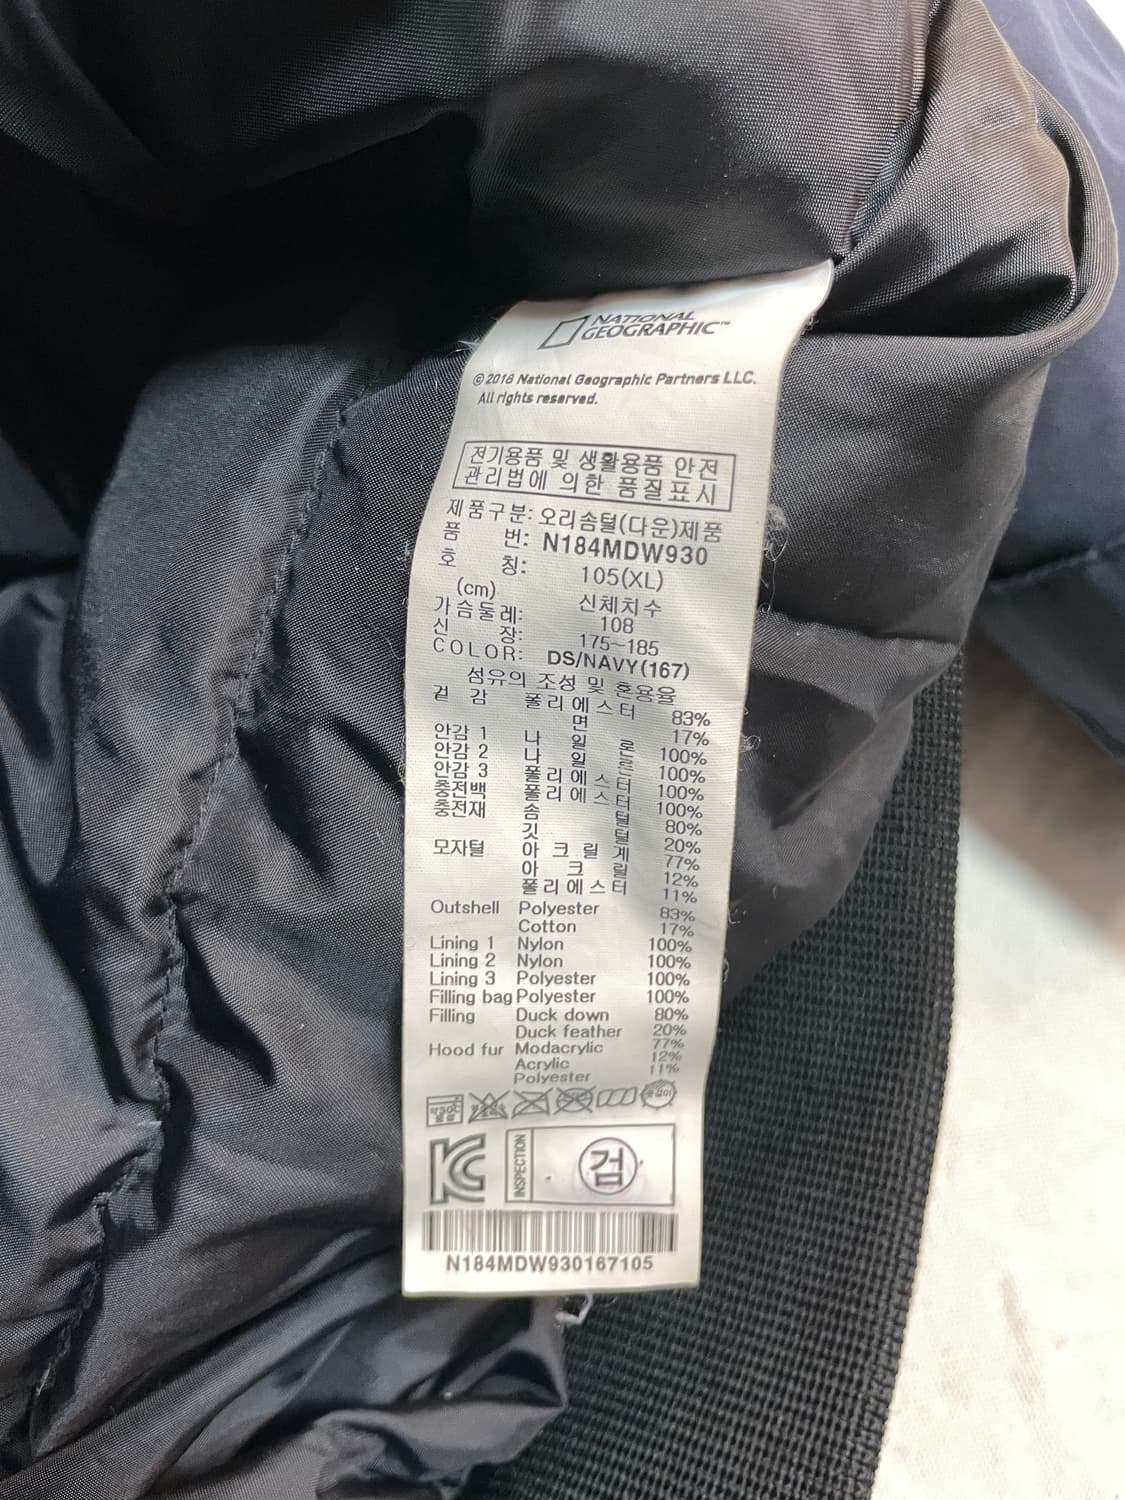 NATIONAL
GEOGRAPHIC™
©2018 National Geographic Partners LLC.
All rights reserved.
전기용품 및 생활용품 안전
관리법에 의한 품질표시
제품구분: 오리솜털(다운)제품
품 번: N184MDW930
호 칭: 105(XL)
(cm) 신체치수
가슴둘레: 108
신 장: 175~185
COLOR: DS/NAVY(167)
섬유의 조성 및 혼용율
겉 감 폴리에스터 83%
면 17%
안감 1 나 일 론 100%
안감 2 나 일 론 100%
안감 3 폴리에스터 100%
충전백 폴리에스터 100%
충전재 솜 털 80%
깃 털 20%
모자털 아 크 릴 계 77%
아 크 릴 12%
폴리에스터 11%
Outshell Polyester 83%
Cotton 17%
Lining 1 Nylon 100%
Lining 2 Nylon 100%
Lining 3 Polyester 100%
Filling bag Polyester 100%
Filling Duck down 80%
Duck feather 20%
Hood fur Modacrylic 77%
Acrylic 12%
Polyester 11%
KC INSPECTION 검
N184MDW930167105